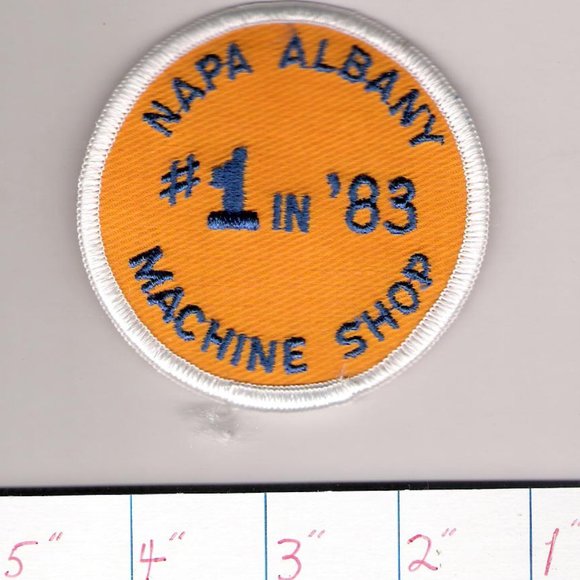 NAPA ALBANY
#1 IN '83
MACHINE SHOP
5" 4" 3" 2" 1"